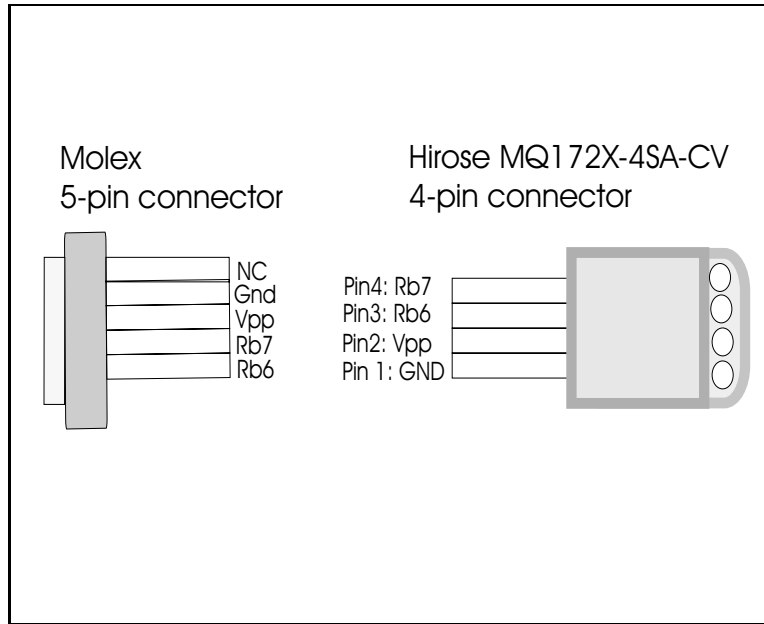 Molex
5-pin connector
NC
Gnd
Vpp
Rb7
Rb6
Hirose MQ172X-4SA-CV
4-pin connector
Pin4: Rb7
Pin3: Rb6
Pin2: Vpp
Pin 1: GND